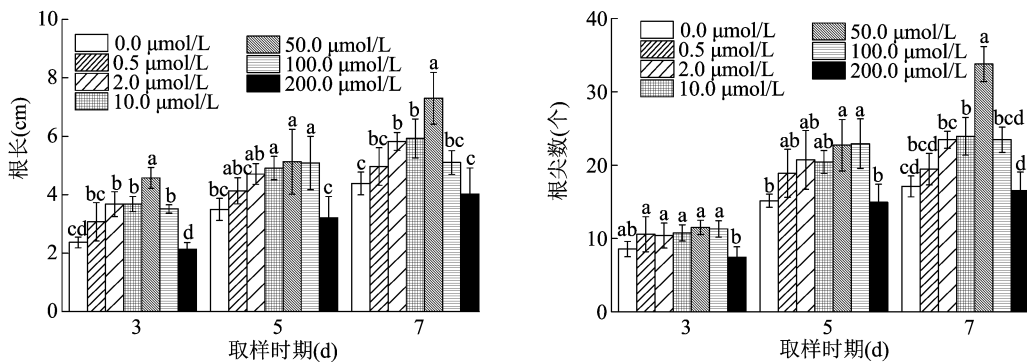 根长(cm)
10
8
6
4
2
0
0.0 μmol/L
0.5 μmol/L
2.0 μmol/L
10.0 μmol/L
50.0 μmol/L
100.0 μmol/L
200.0 μmol/L
cd bc b b a b d
c abc ab a a a c
c bc b b a bc c
3 5 7
取样时期(d)
根尖数(个)
40
30
20
10
0
0.0 μmol/L
0.5 μmol/L
2.0 μmol/L
10.0 μmol/L
50.0 μmol/L
100.0 μmol/L
200.0 μmol/L
ab a a a a a b
b ab ab ab a a b
cd bcd bc b a bcd d
3 5 7
取样时期(d)